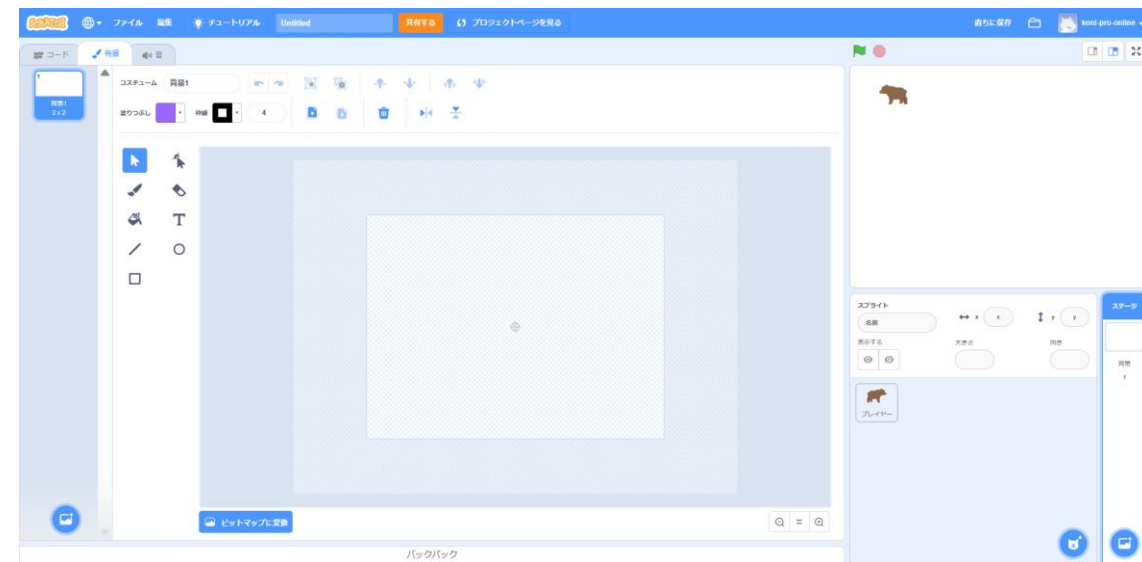 SCRATCH ファイル 編集 チュートリアル Untitled 共有する プロジェクトページを見る 直ちに保存 koni-pro-online
コード 背景 音
1
背景1
2 x 2
コスチューム 背景1
塗りつぶし 枠線 4
T
ビットマップに変換
バックパック
スプライト
名前 x x y y
表示する 大きさ 向き
プレイヤー
ステージ
背景
1